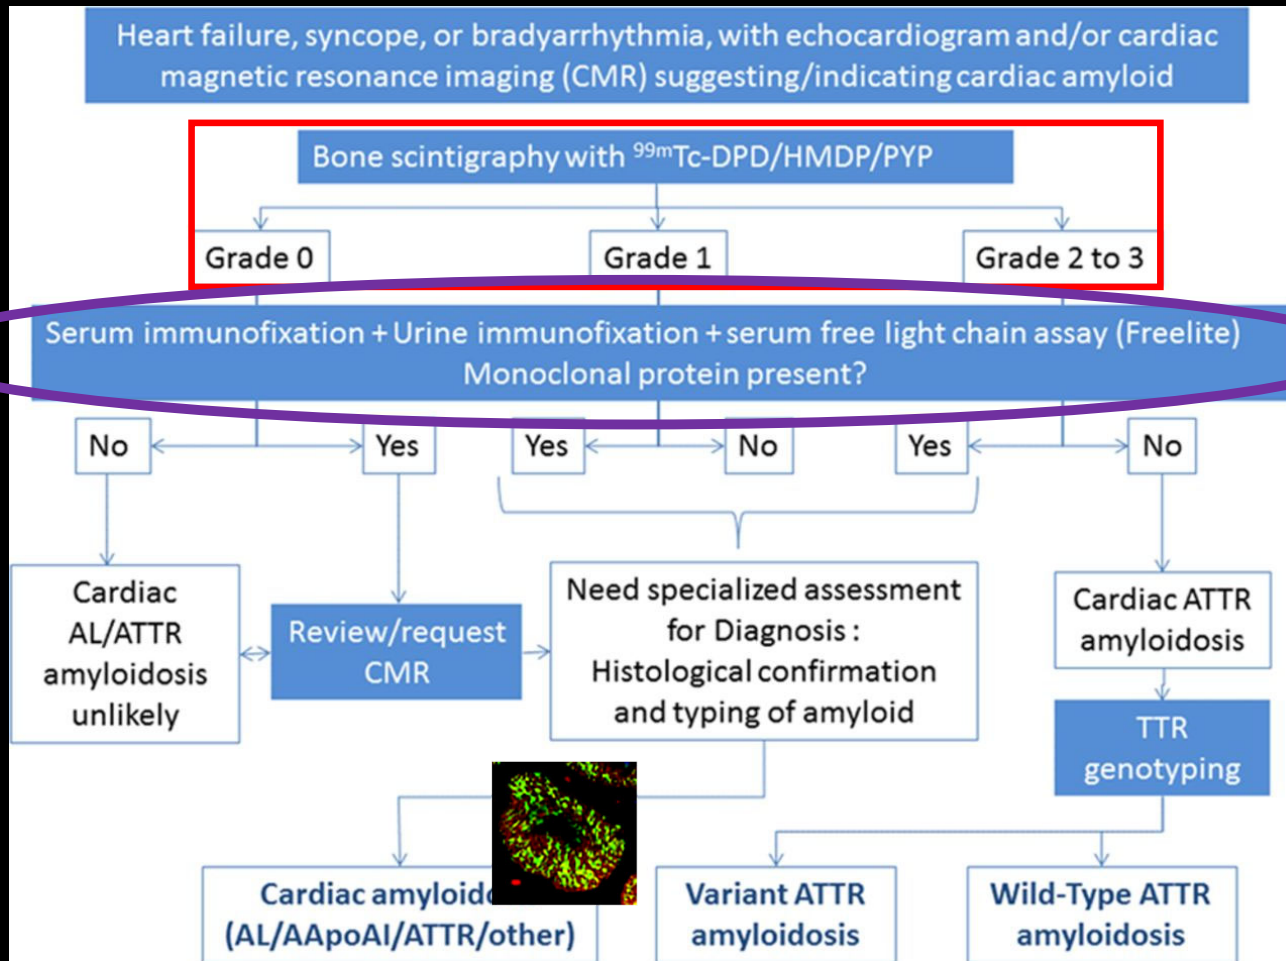 Heart failure, syncope, or bradyarrhythmia, with echocardiogram and/or cardiac
magnetic resonance imaging (CMR) suggesting/indicating cardiac amyloid
Bone scintigraphy with ⁹⁹ᵐTc-DPD/HMDP/PYP
Grade 0
Grade 1
Grade 2 to 3
Serum immunofixation + Urine immunofixation + serum free light chain assay (Freelite)
Monoclonal protein present?
No
Yes
Yes
No
Yes
No
Cardiac
AL/ATTR
amyloidosis
unlikely
Review/request
CMR
Need specialized assessment
for Diagnosis :
Histological confirmation
and typing of amyloid
Cardiac ATTR
amyloidosis
TTR
genotyping
Cardiac
(AL/AApoAI/ATTR/other)
Variant ATTR
amyloidosis
Wild-Type ATTR
amyloidosis